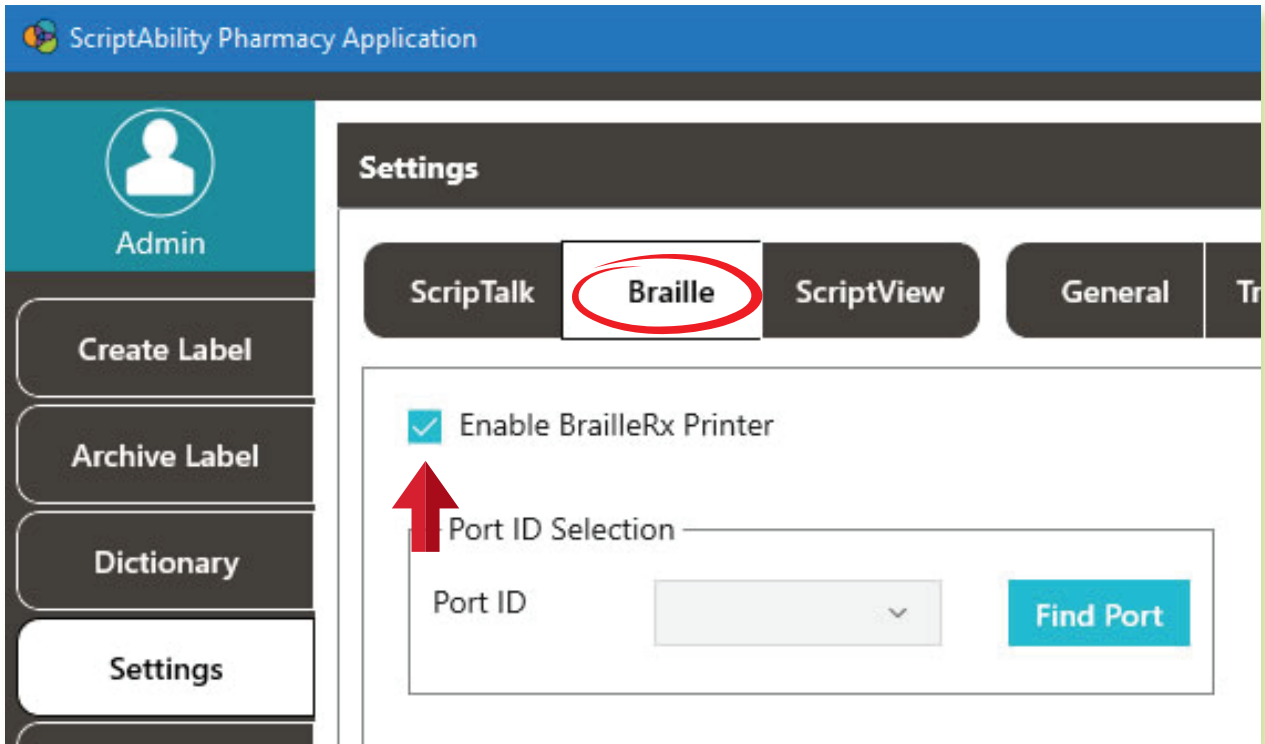 ScriptAbility Pharmacy Application
Admin
Create Label
Archive Label
Dictionary
Settings
Settings
ScripTalk Braille ScriptView General Tr
Enable BrailleRx Printer
Port ID Selection
Port ID Find Port